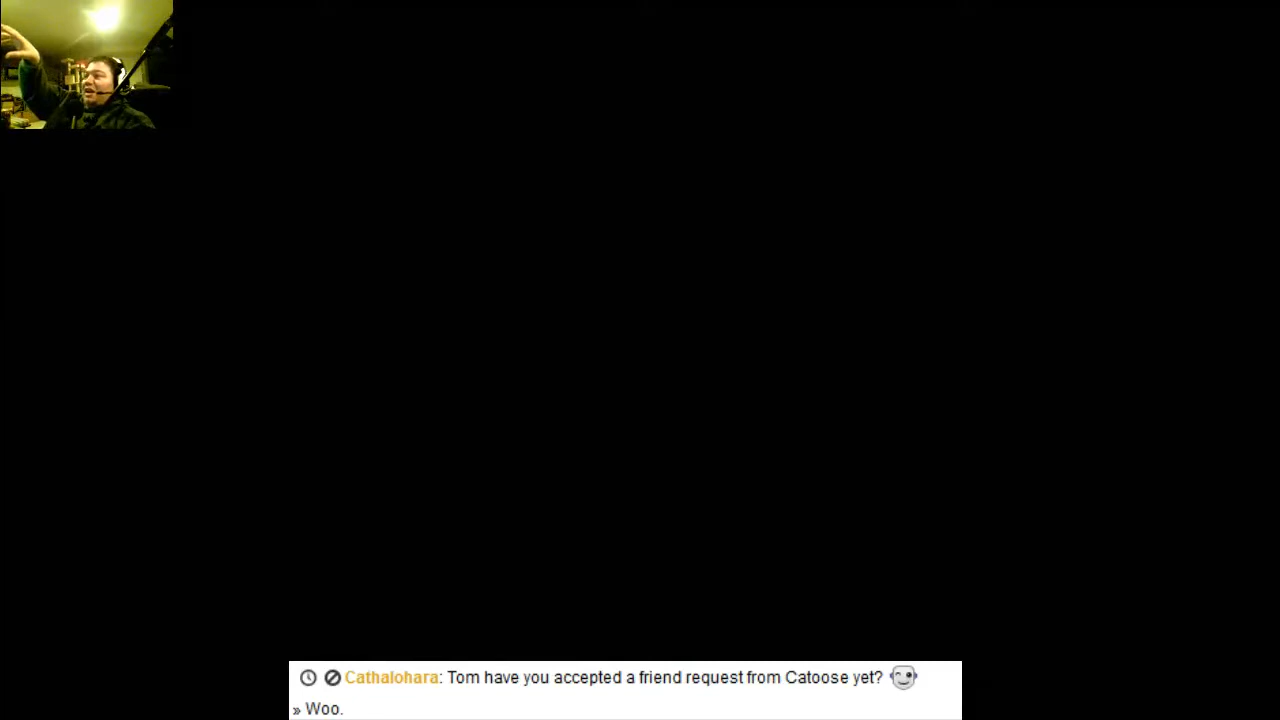 Cathalohara: Tom have you accepted a friend request from Catoose yet?
» Woo.